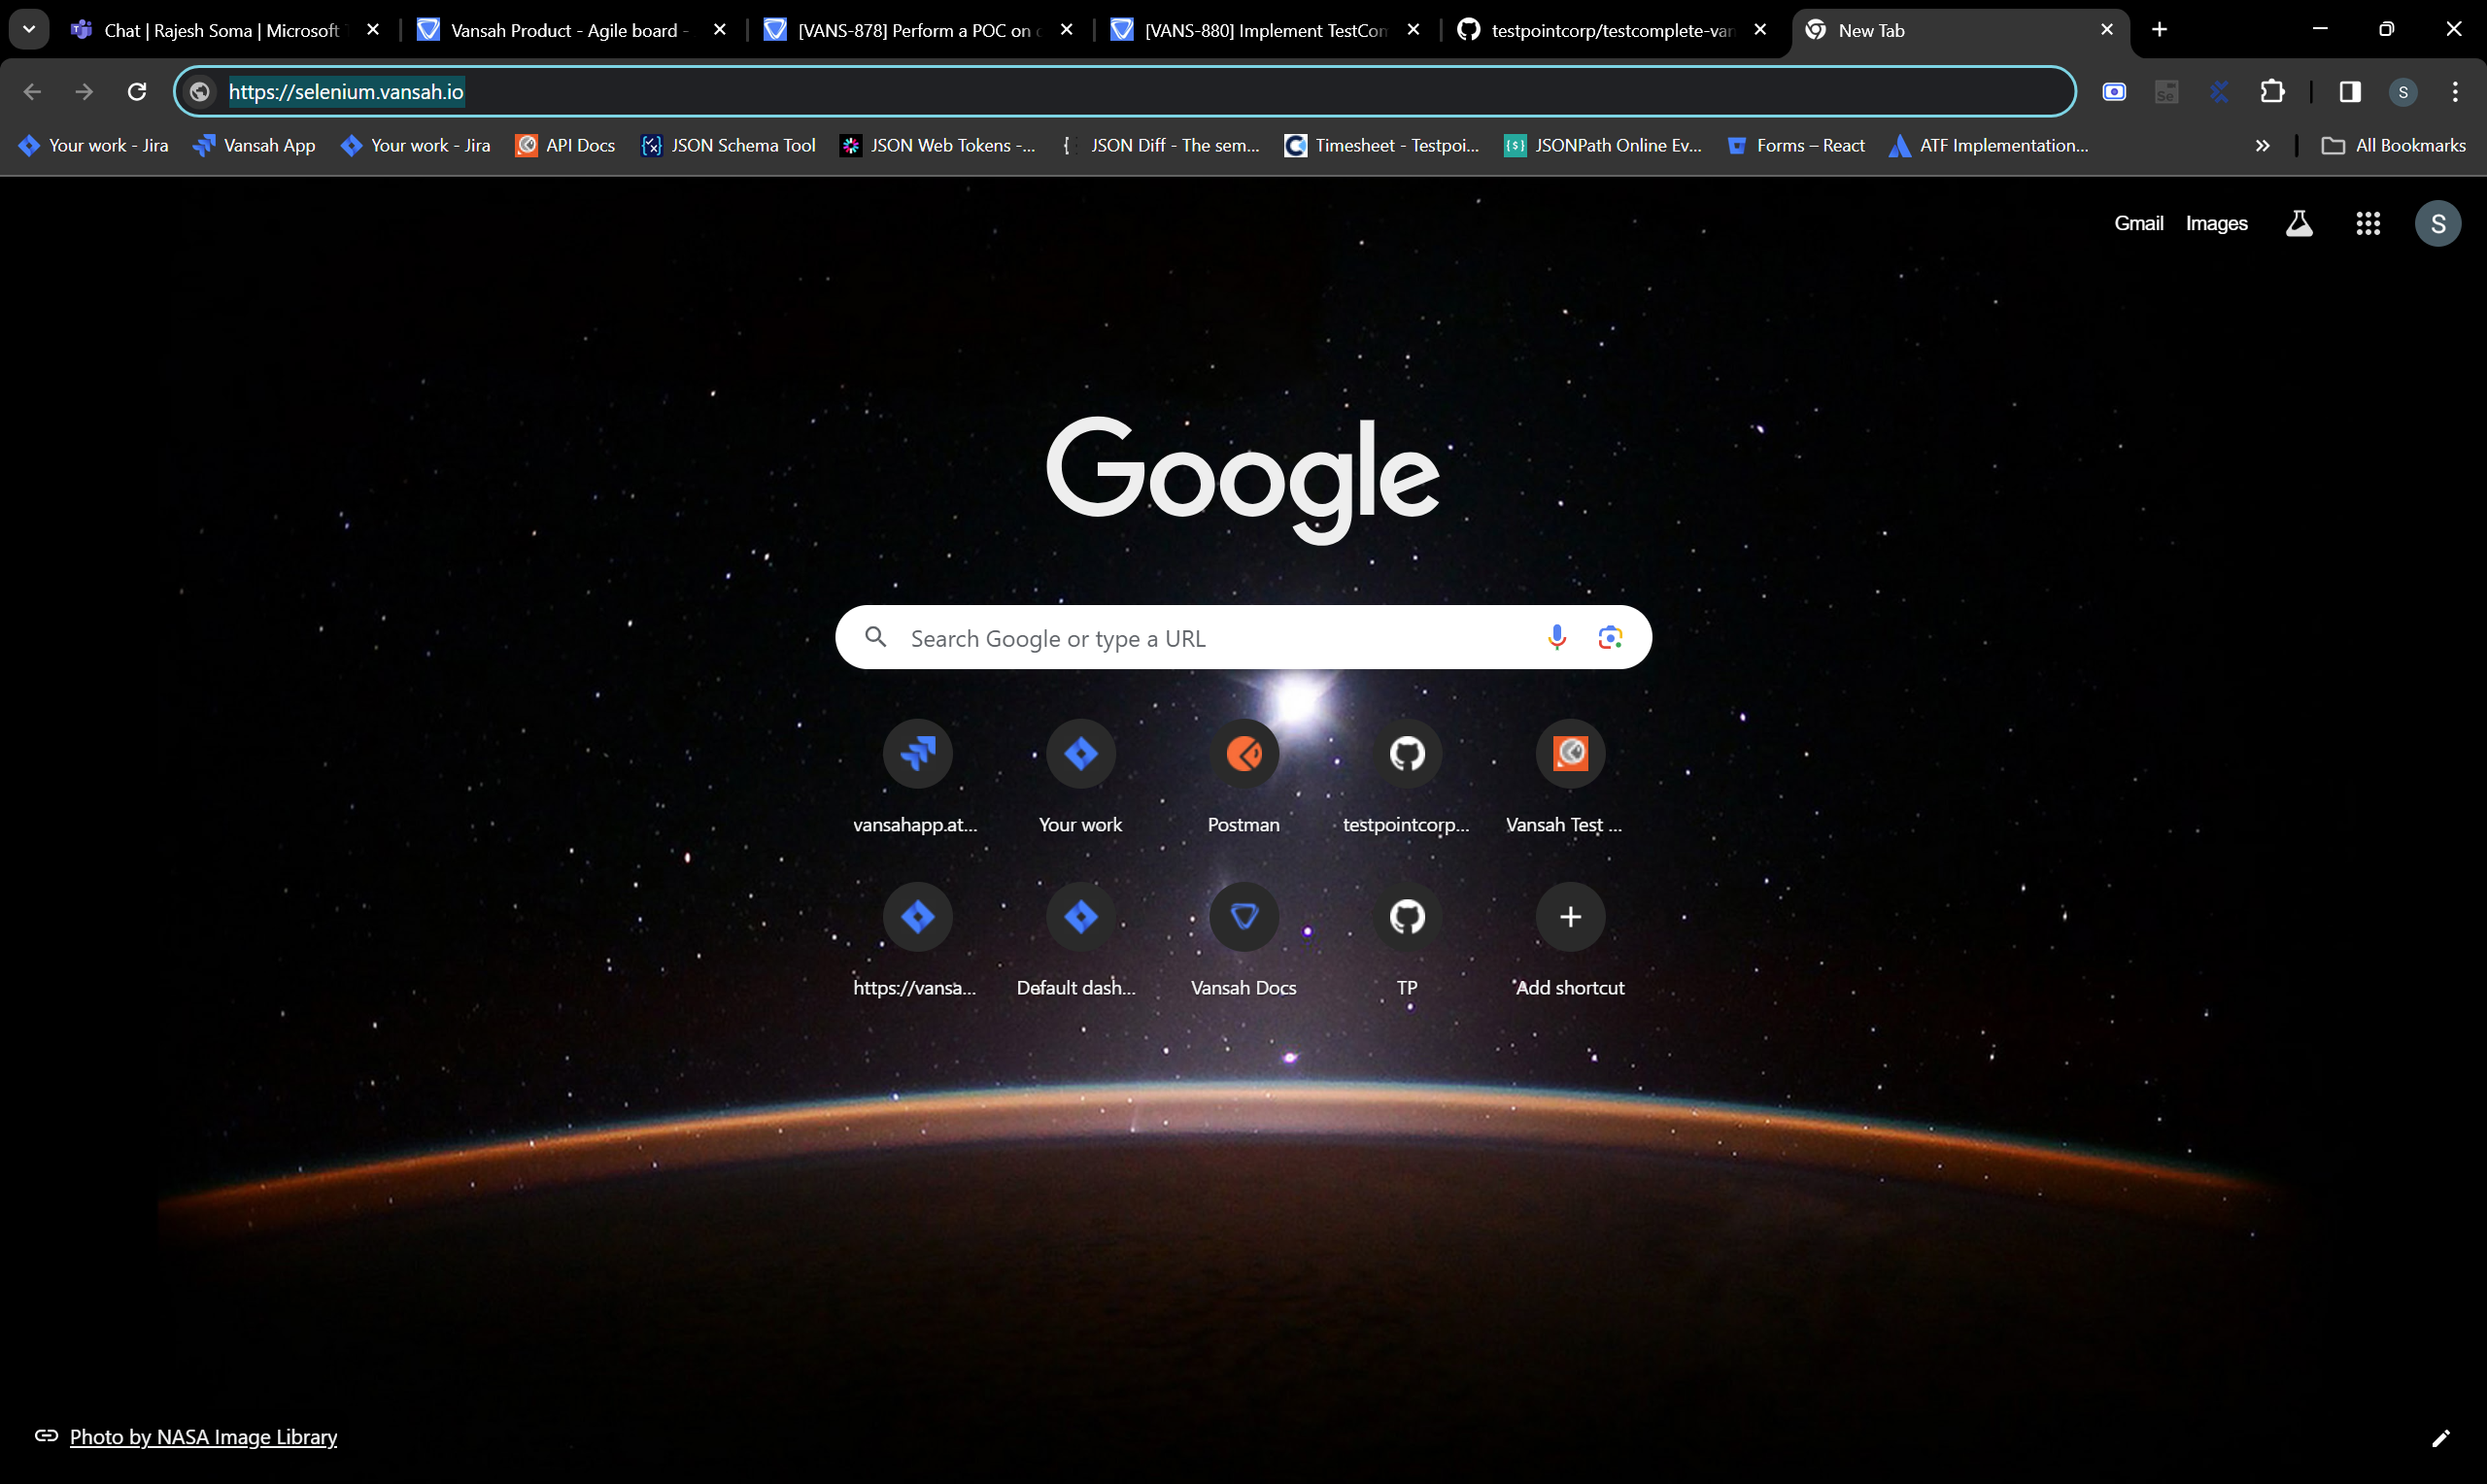 Chat | Rajesh Soma | Microsoft
Vansah Product - Agile board -
[VANS-878] Perform a POC on
[VANS-880] Implement TestCom
testpointcorp/testcomplete-van
New Tab
https://selenium.vansah.io
Se
S
Your work - Jira
Vansah App
Your work - Jira
API Docs
JSON Schema Tool
JSON Web Tokens -...
JSON Diff - The sem...
Timesheet - Testpoi...
JSONPath Online Ev...
Forms – React
ATF Implementation...
All Bookmarks
Gmail
Images
S
Google
Search Google or type a URL
vansahapp.at...
Your work
Postman
testpointcorp...
Vansah Test ...
https://vansa...
Default dash...
Vansah Docs
TP
Add shortcut
Photo by NASA Image Library